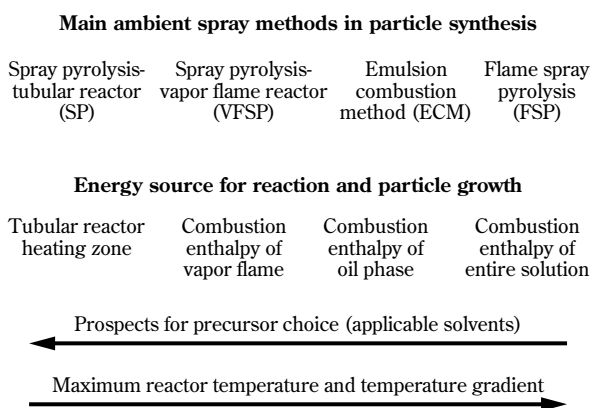 Main ambient spray methods in particle synthesis
Spray pyrolysis-
tubular reactor
(SP)
Spray pyrolysis-
vapor flame reactor
(VFSP)
Emulsion
combustion
method (ECM)
Flame spray
pyrolysis
(FSP)
Energy source for reaction and particle growth
Tubular reactor
heating zone
Combustion
enthalpy of
vapor flame
Combustion
enthalpy of
oil phase
Combustion
enthalpy of
entire solution
Prospects for precursor choice (applicable solvents)
Maximum reactor temperature and temperature gradient